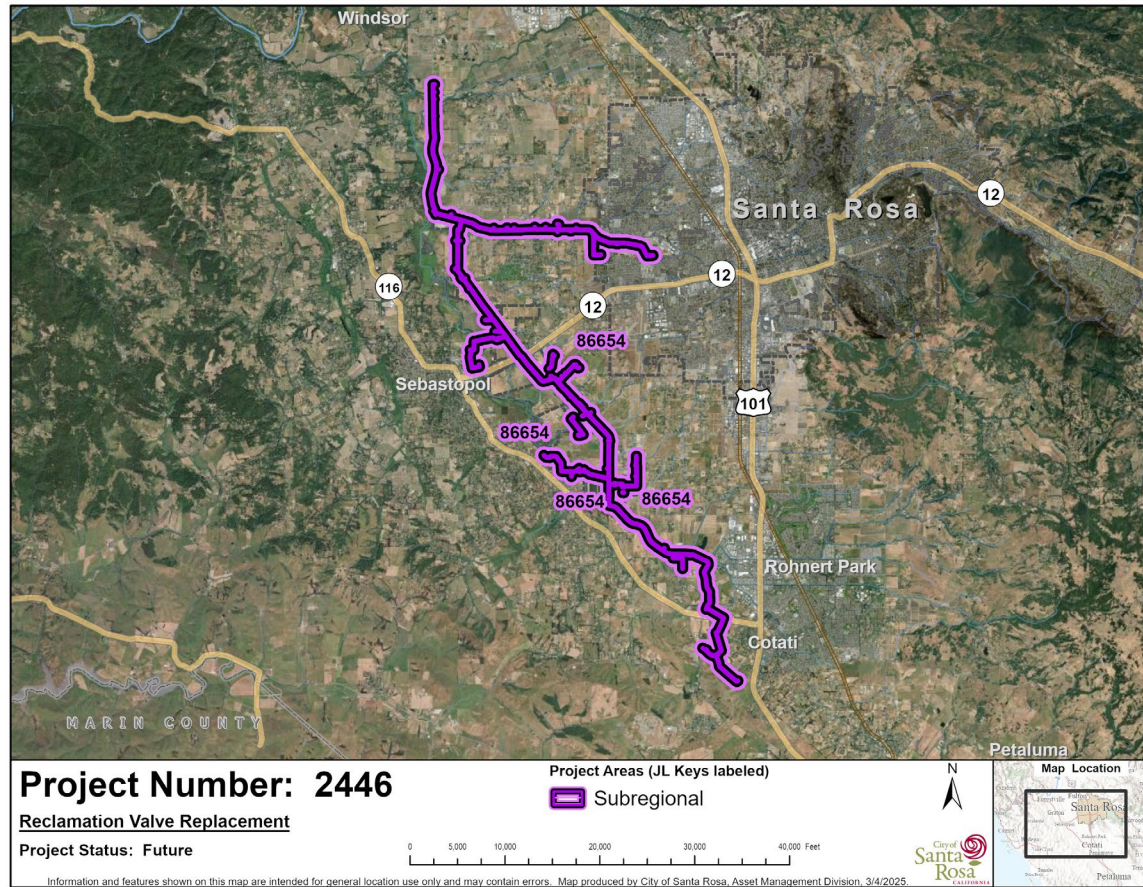 Windsor
Santa Rosa
12
12
116
12
86654
Sebastopol
101
86654
86654
86654
Rohnert Park
Cotati
MARIN COUNTY
Petaluma
Project Number: 2446
Reclamation Valve Replacement
Project Status: Future
Project Areas (JL Keys labeled)
Subregional
0 5,000 10,000 20,000 30,000 40,000 Feet
N
City of
Santa
Rosa
CALIFORNIA
Map Location
Forestville
Fulton
Santa Rosa
Graton
Cotati
Petaluma
Information and features shown on this map are intended for general location use only and may contain errors. Map produced by City of Santa Rosa, Asset Management Division, 3/4/2025.